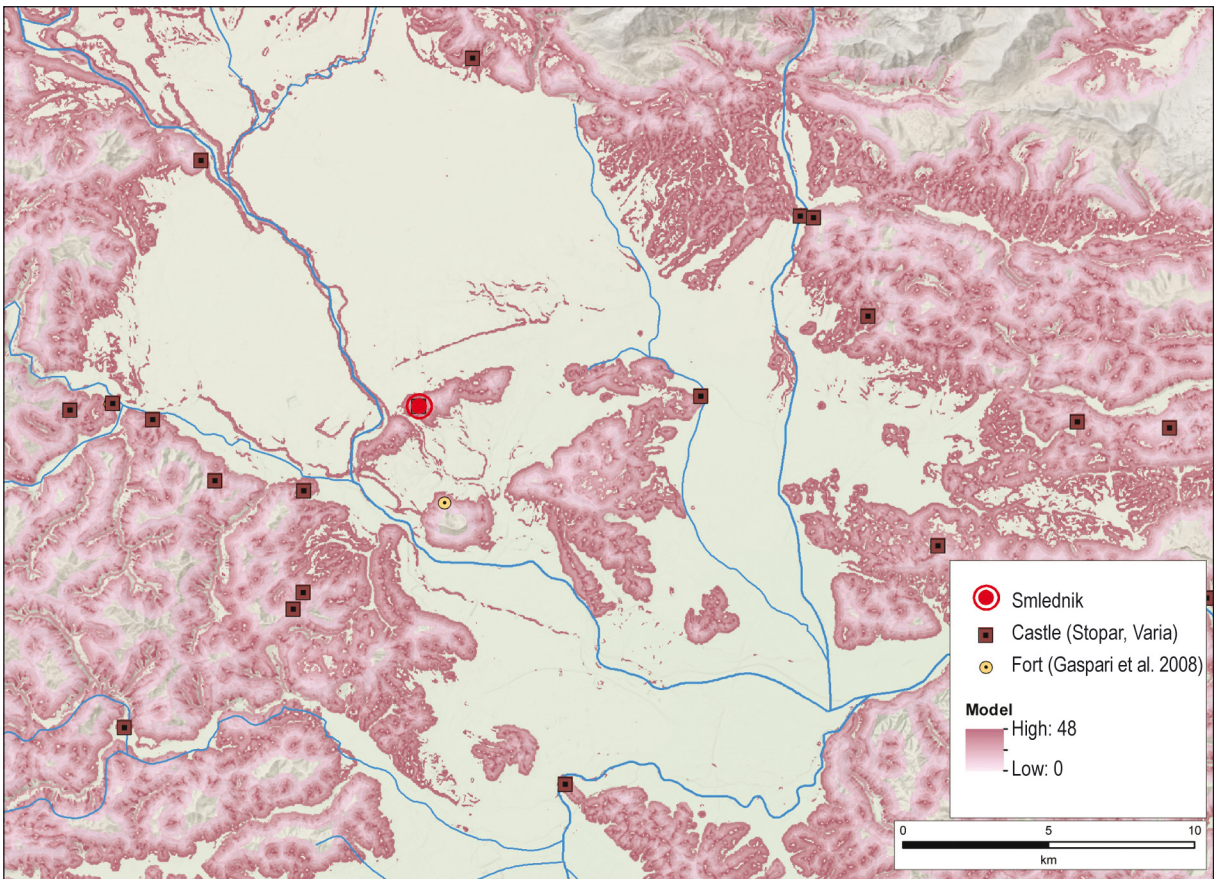 Smlednik
Castle (Stopar, Varia)
Fort (Gaspari et al. 2008)
Model
High: 48
Low: 0
0 5 10
km